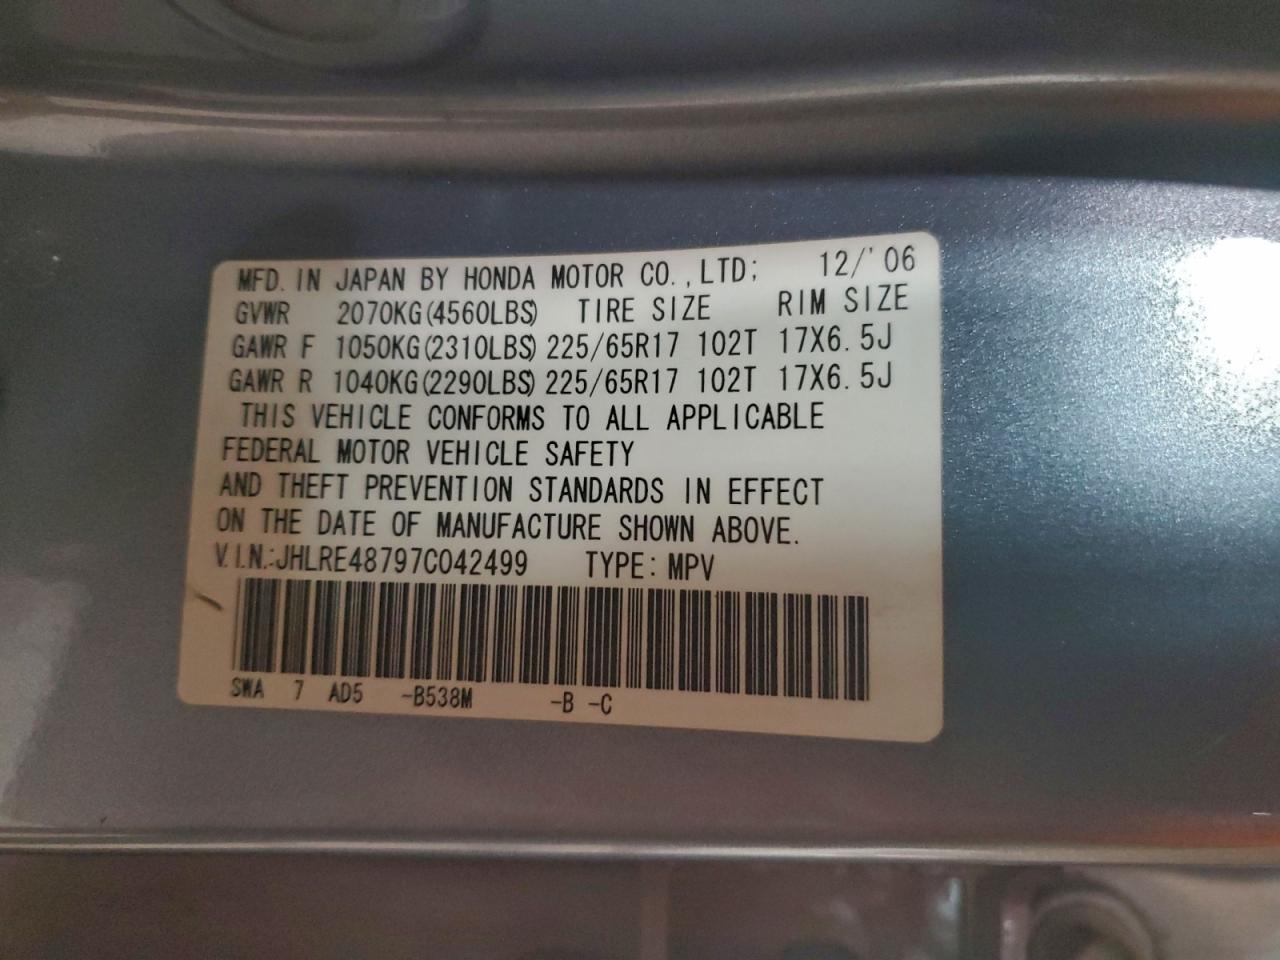 MFD. IN JAPAN BY HONDA MOTOR CO.,LTD; 12/'06
GVWR 2070KG(4560LBS) TIRE SIZE RIM SIZE
GAWR F 1050KG(2310LBS) 225/65R17 102T 17X6.5J
GAWR R 1040KG(2290LBS) 225/65R17 102T 17X6.5J
THIS VEHICLE CONFORMS TO ALL APPLICABLE
FEDERAL MOTOR VEHICLE SAFETY
AND THEFT PREVENTION STANDARDS IN EFFECT
ON THE DATE OF MANUFACTURE SHOWN ABOVE.
V.I.N.:JHLRE48797C042499 TYPE: MPV
SWA 7 AD5 -B538M -B -C